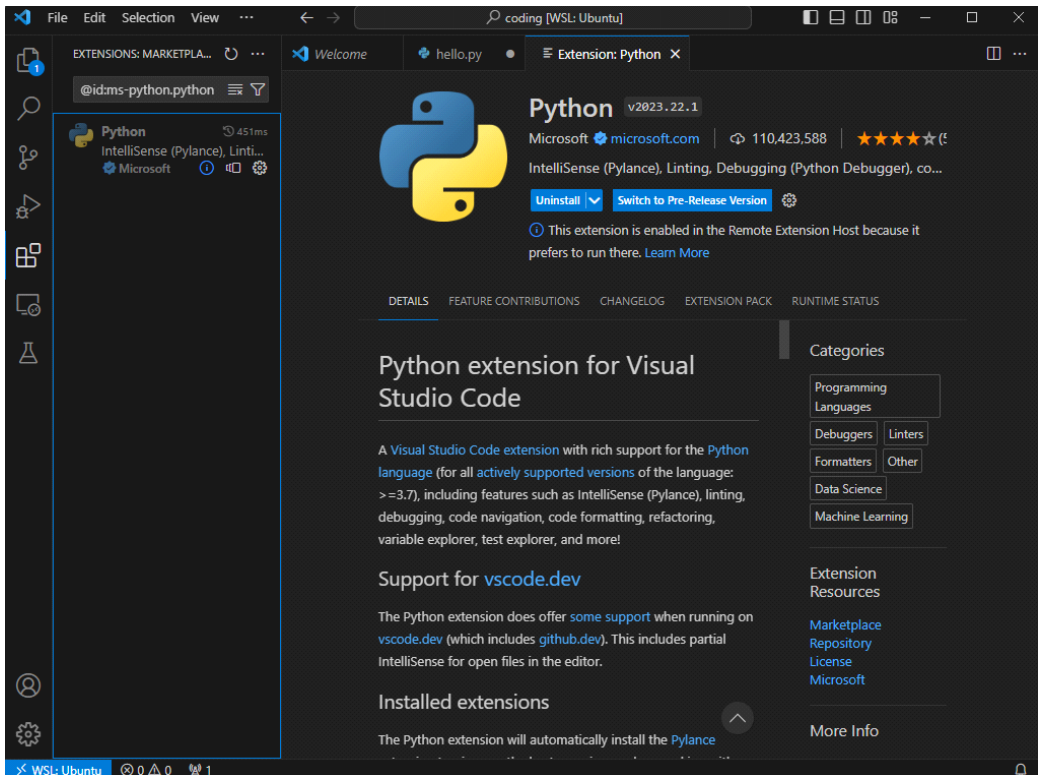 File Edit Selection View ···
coding [WSL: Ubuntu]
1
EXTENSIONS: MARKETPLA... ···
@id:ms-python.python
Python 451ms
IntelliSense (Pylance), Linti...
Microsoft
Welcome hello.py Extension: Python
Python v2023.22.1
Microsoft microsoft.com 110,423,588
IntelliSense (Pylance), Linting, Debugging (Python Debugger), co...
Uninstall Switch to Pre-Release Version
This extension is enabled in the Remote Extension Host because it
prefers to run there. Learn More
DETAILS FEATURE CONTRIBUTIONS CHANGELOG EXTENSION PACK RUNTIME STATUS
Python extension for Visual
Studio Code
A Visual Studio Code extension with rich support for the Python
language (for all actively supported versions of the language:
>=3.7), including features such as IntelliSense (Pylance), linting,
debugging, code navigation, code formatting, refactoring,
variable explorer, test explorer, and more!
Support for vscode.dev
The Python extension does offer some support when running on
vscode.dev (which includes github.dev). This includes partial
IntelliSense for open files in the editor.
Installed extensions
The Python extension will automatically install the Pylance
Categories
Programming
Languages
Debuggers Linters
Formatters Other
Data Science
Machine Learning
Extension
Resources
Marketplace
Repository
License
Microsoft
More Info
WSL: Ubuntu 0 0 1